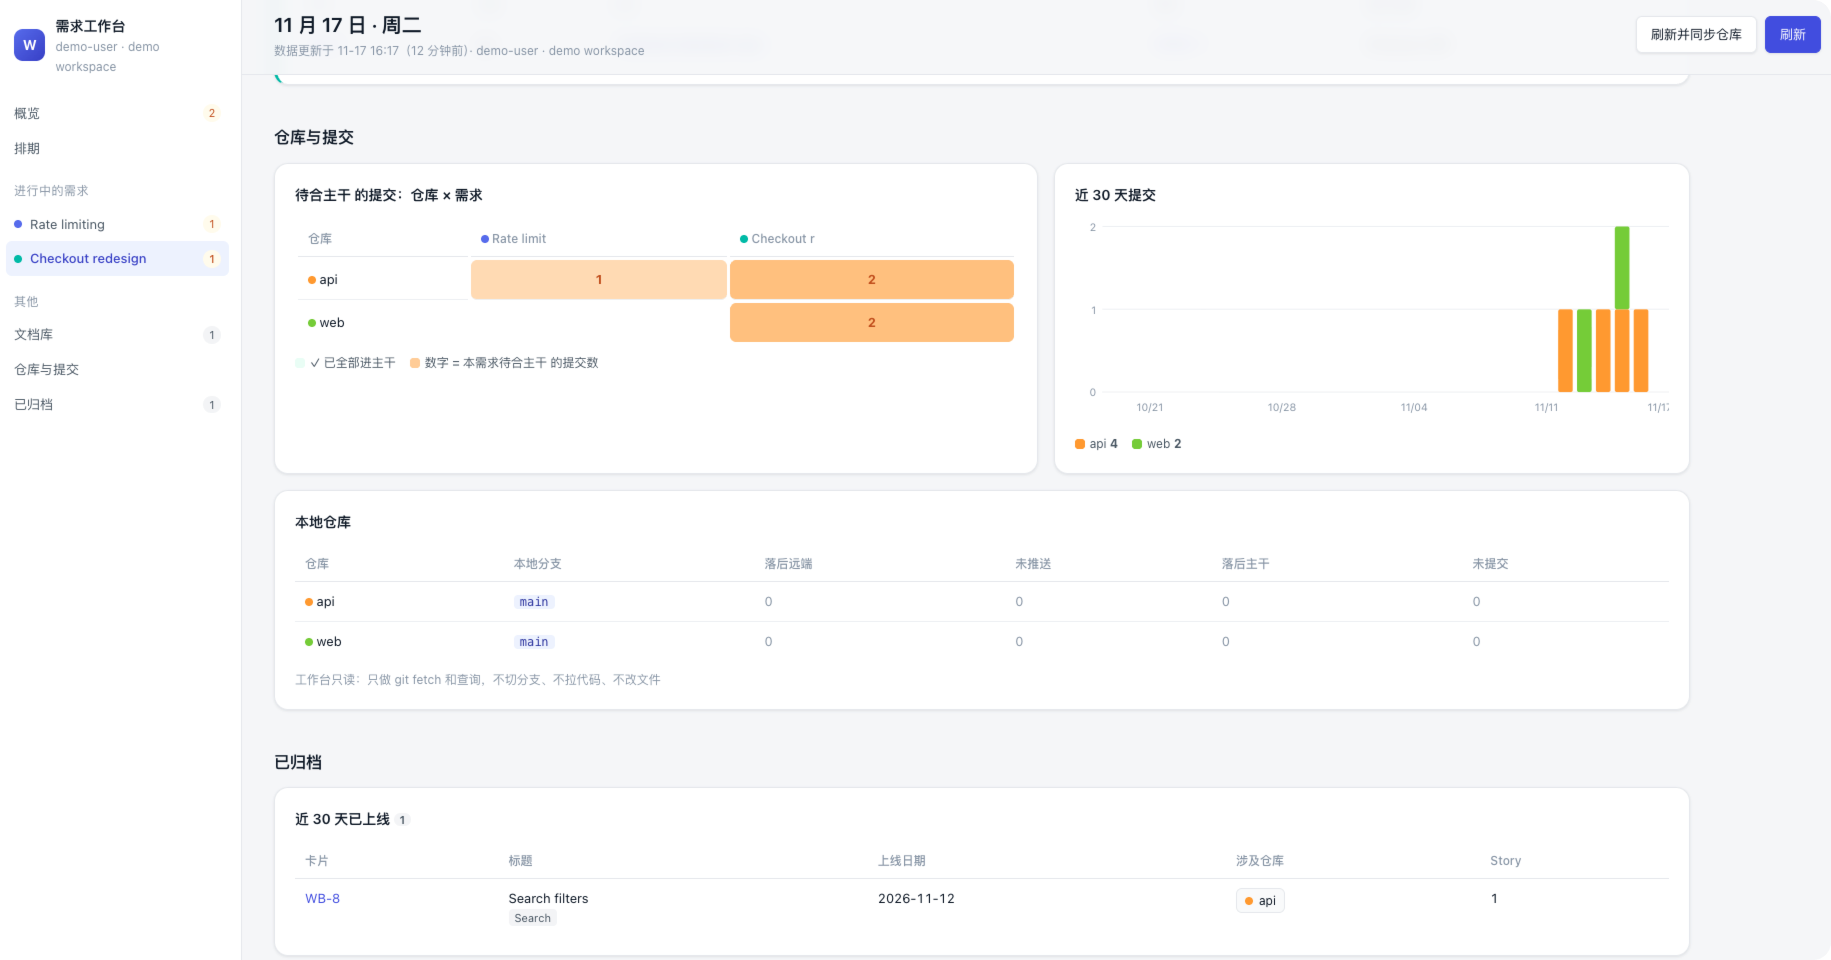 W
需求工作台
demo-user · demo
workspace
概览 2
排期
进行中的需求
Rate limiting 1
Checkout redesign 1
其他
文档库 1
仓库与提交
已归档 1
11 月 17 日 · 周二
数据更新于 11-17 16:17（12 分钟前）· demo-user · demo workspace
刷新并同步仓库
刷新
仓库与提交
待合主干 的提交：仓库 × 需求
仓库 Rate limit Checkout r
api 1 2
web 2
✓ 已全部进主干 数字 = 本需求待合主干 的提交数
近 30 天提交
2
1
0
10/21 10/28 11/04 11/11 11/17
api 4 web 2
本地仓库
仓库 本地分支 落后远端 未推送 落后主干 未提交
api main 0 0 0 0
web main 0 0 0 0
工作台只读：只做 git fetch 和查询，不切分支、不拉代码、不改文件
已归档
近 30 天已上线 1
卡片 标题 上线日期 涉及仓库 Story
WB-8 Search filters 2026-11-12 api 1
Search